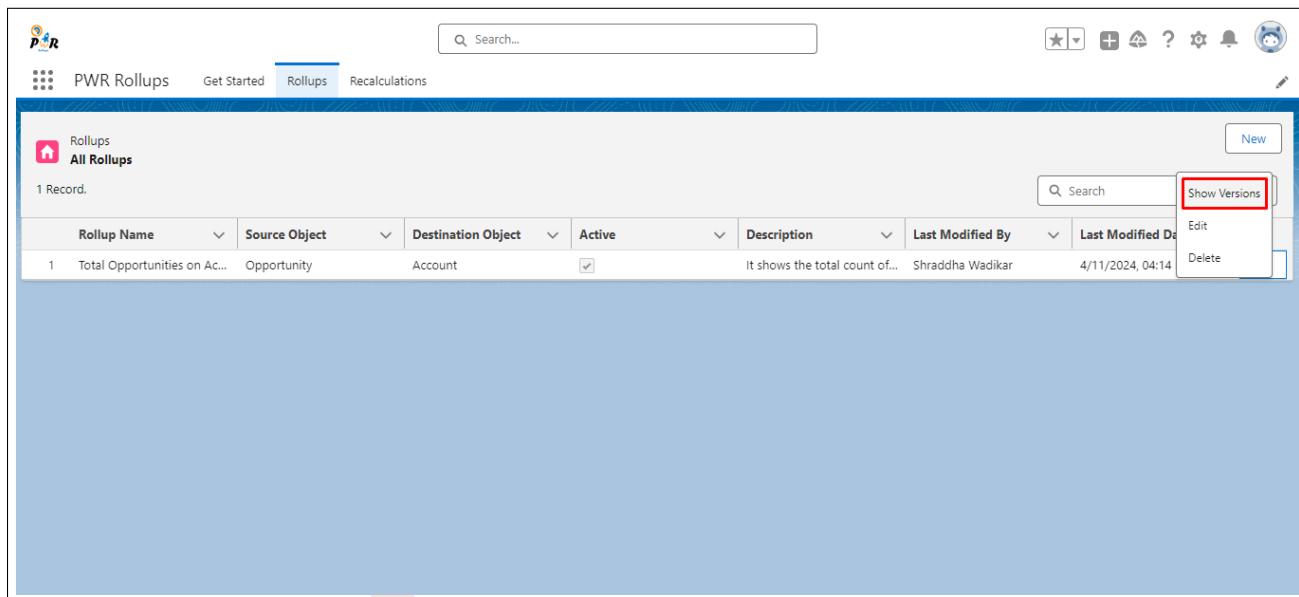 PWR
Search...
PWR Rollups Get Started Rollups Recalculations
Rollups
All Rollups
New
1 Record.
Search
Show Versions
Edit
Delete
Rollup Name Source Object Destination Object Active Description Last Modified By Last Modified Da
1 Total Opportunities on Ac... Opportunity Account It shows the total count of... Shraddha Wadikar 4/11/2024, 04:14